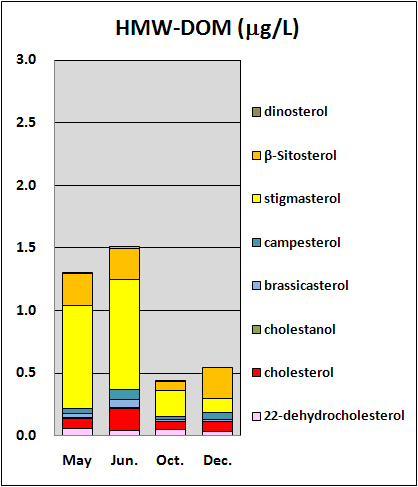 HMW-DOM (µg/L)
3.0
2.5
2.0
1.5
1.0
0.5
0.0
May Jun. Oct. Dec.
dinosterol
β-Sitosterol
stigmasterol
campesterol
brassicasterol
cholestanol
cholesterol
22-dehydrocholesterol